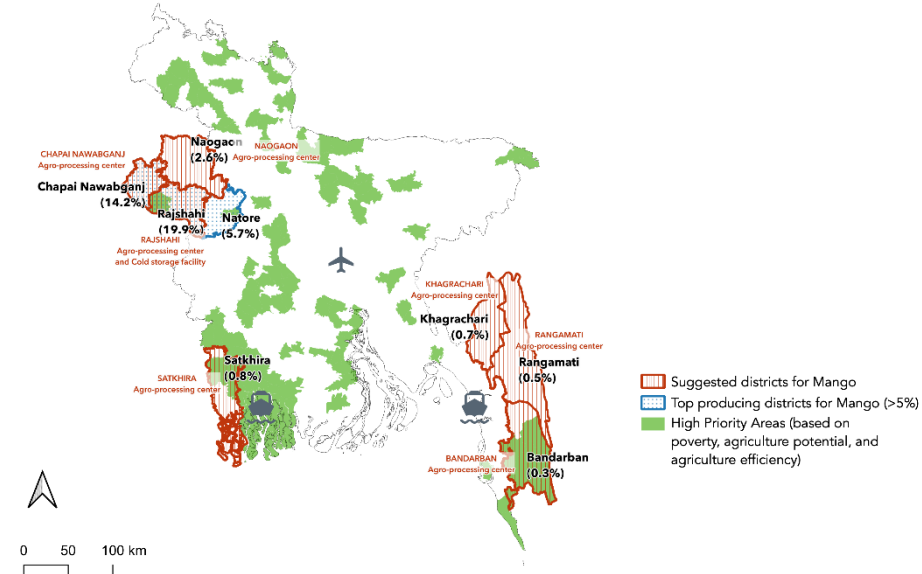 Naogaon
(2.6%)
NAOGAON
Agro-processing center
CHAPAI NAWABGANJ
Agro-processing center
Chapai Nawabganj
(14.2%)
Rajshahi
(19.9%)
Natore
(5.7%)
RAJSHAHI
Agro-processing center
and Cold storage facility
KHAGRACHARI
Agro-processing center
Khagrachari
(0.7%)
RANGAMATI
Agro-processing center
Rangamati
(0.5%)
Satkhira
(0.8%)
SATKHIRA
Agro-processing center
BANDARBAN
Agro-processing center
Bandarban
(0.3%)
Suggested districts for Mango
Top producing districts for Mango (>5%)
High Priority Areas (based on
poverty, agriculture potential, and
agriculture efficiency)
0 50 100 km